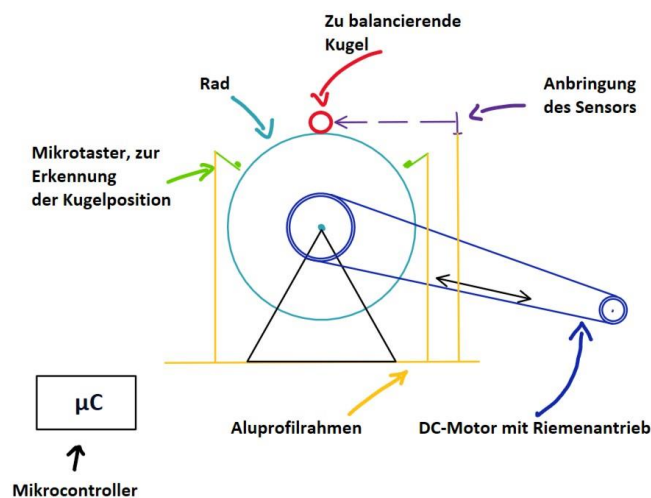 Zu balancierende
Kugel
Rad
Anbringung
des Sensors
Mikrotaster, zur
Erkennung
der Kugelposition
µC
Aluprofilrahmen
DC-Motor mit Riemenantrieb
Mikrocontroller